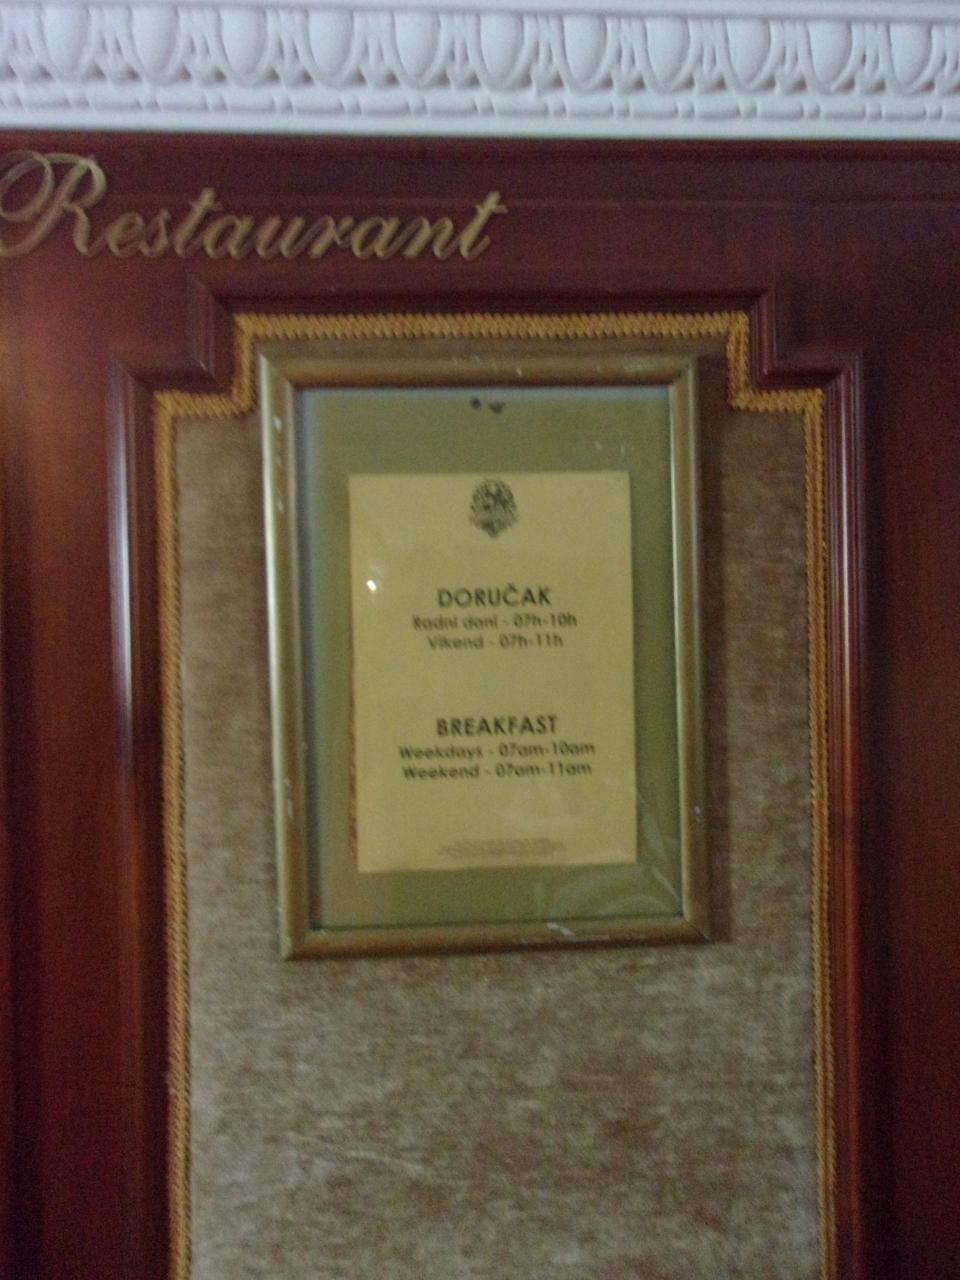 Restaurant
DORUČAK
Radni dani - 07h-10h
Vikend - 07h-11h
BREAKFAST
Weekdays - 07am-10am
Weekend - 07am-11am